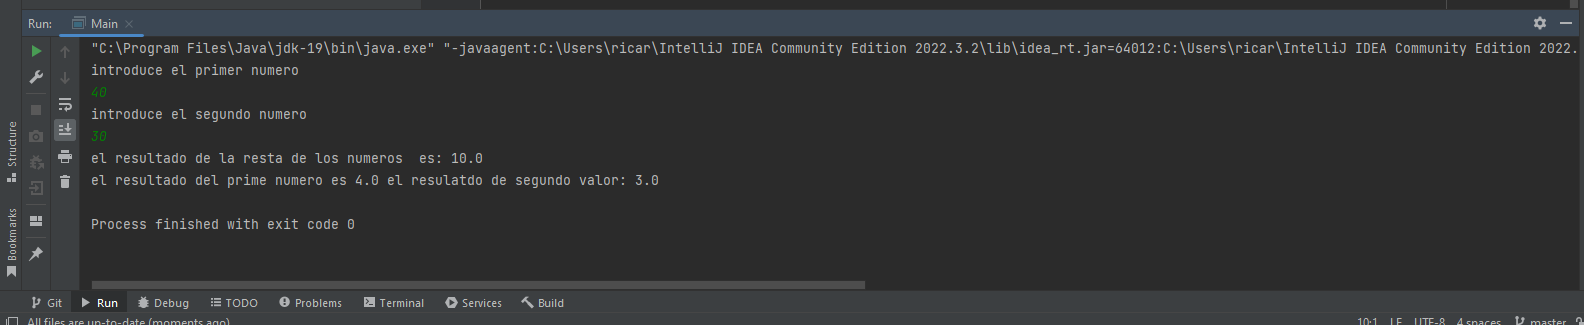 Run: Main
"C:\Program Files\Java\jdk-19\bin\java.exe" "-javaagent:C:\Users\ricar\IntelliJ IDEA Community Edition 2022.3.2\lib\idea_rt.jar=64012:C:\Users\ricar\IntelliJ IDEA Community Edition 2022.
introduce el primer numero
40
introduce el segundo numero
30
el resultado de la resta de los numeros  es: 10.0
el resultado del prime numero es 4.0 el resulatdo de segundo valor: 3.0
Process finished with exit code 0
Structure
Bookmarks
Git Run Debug TODO Problems Terminal Services Build
All files are up-to-date (moments ago) 10:1 LF UTF-8 4 spaces master